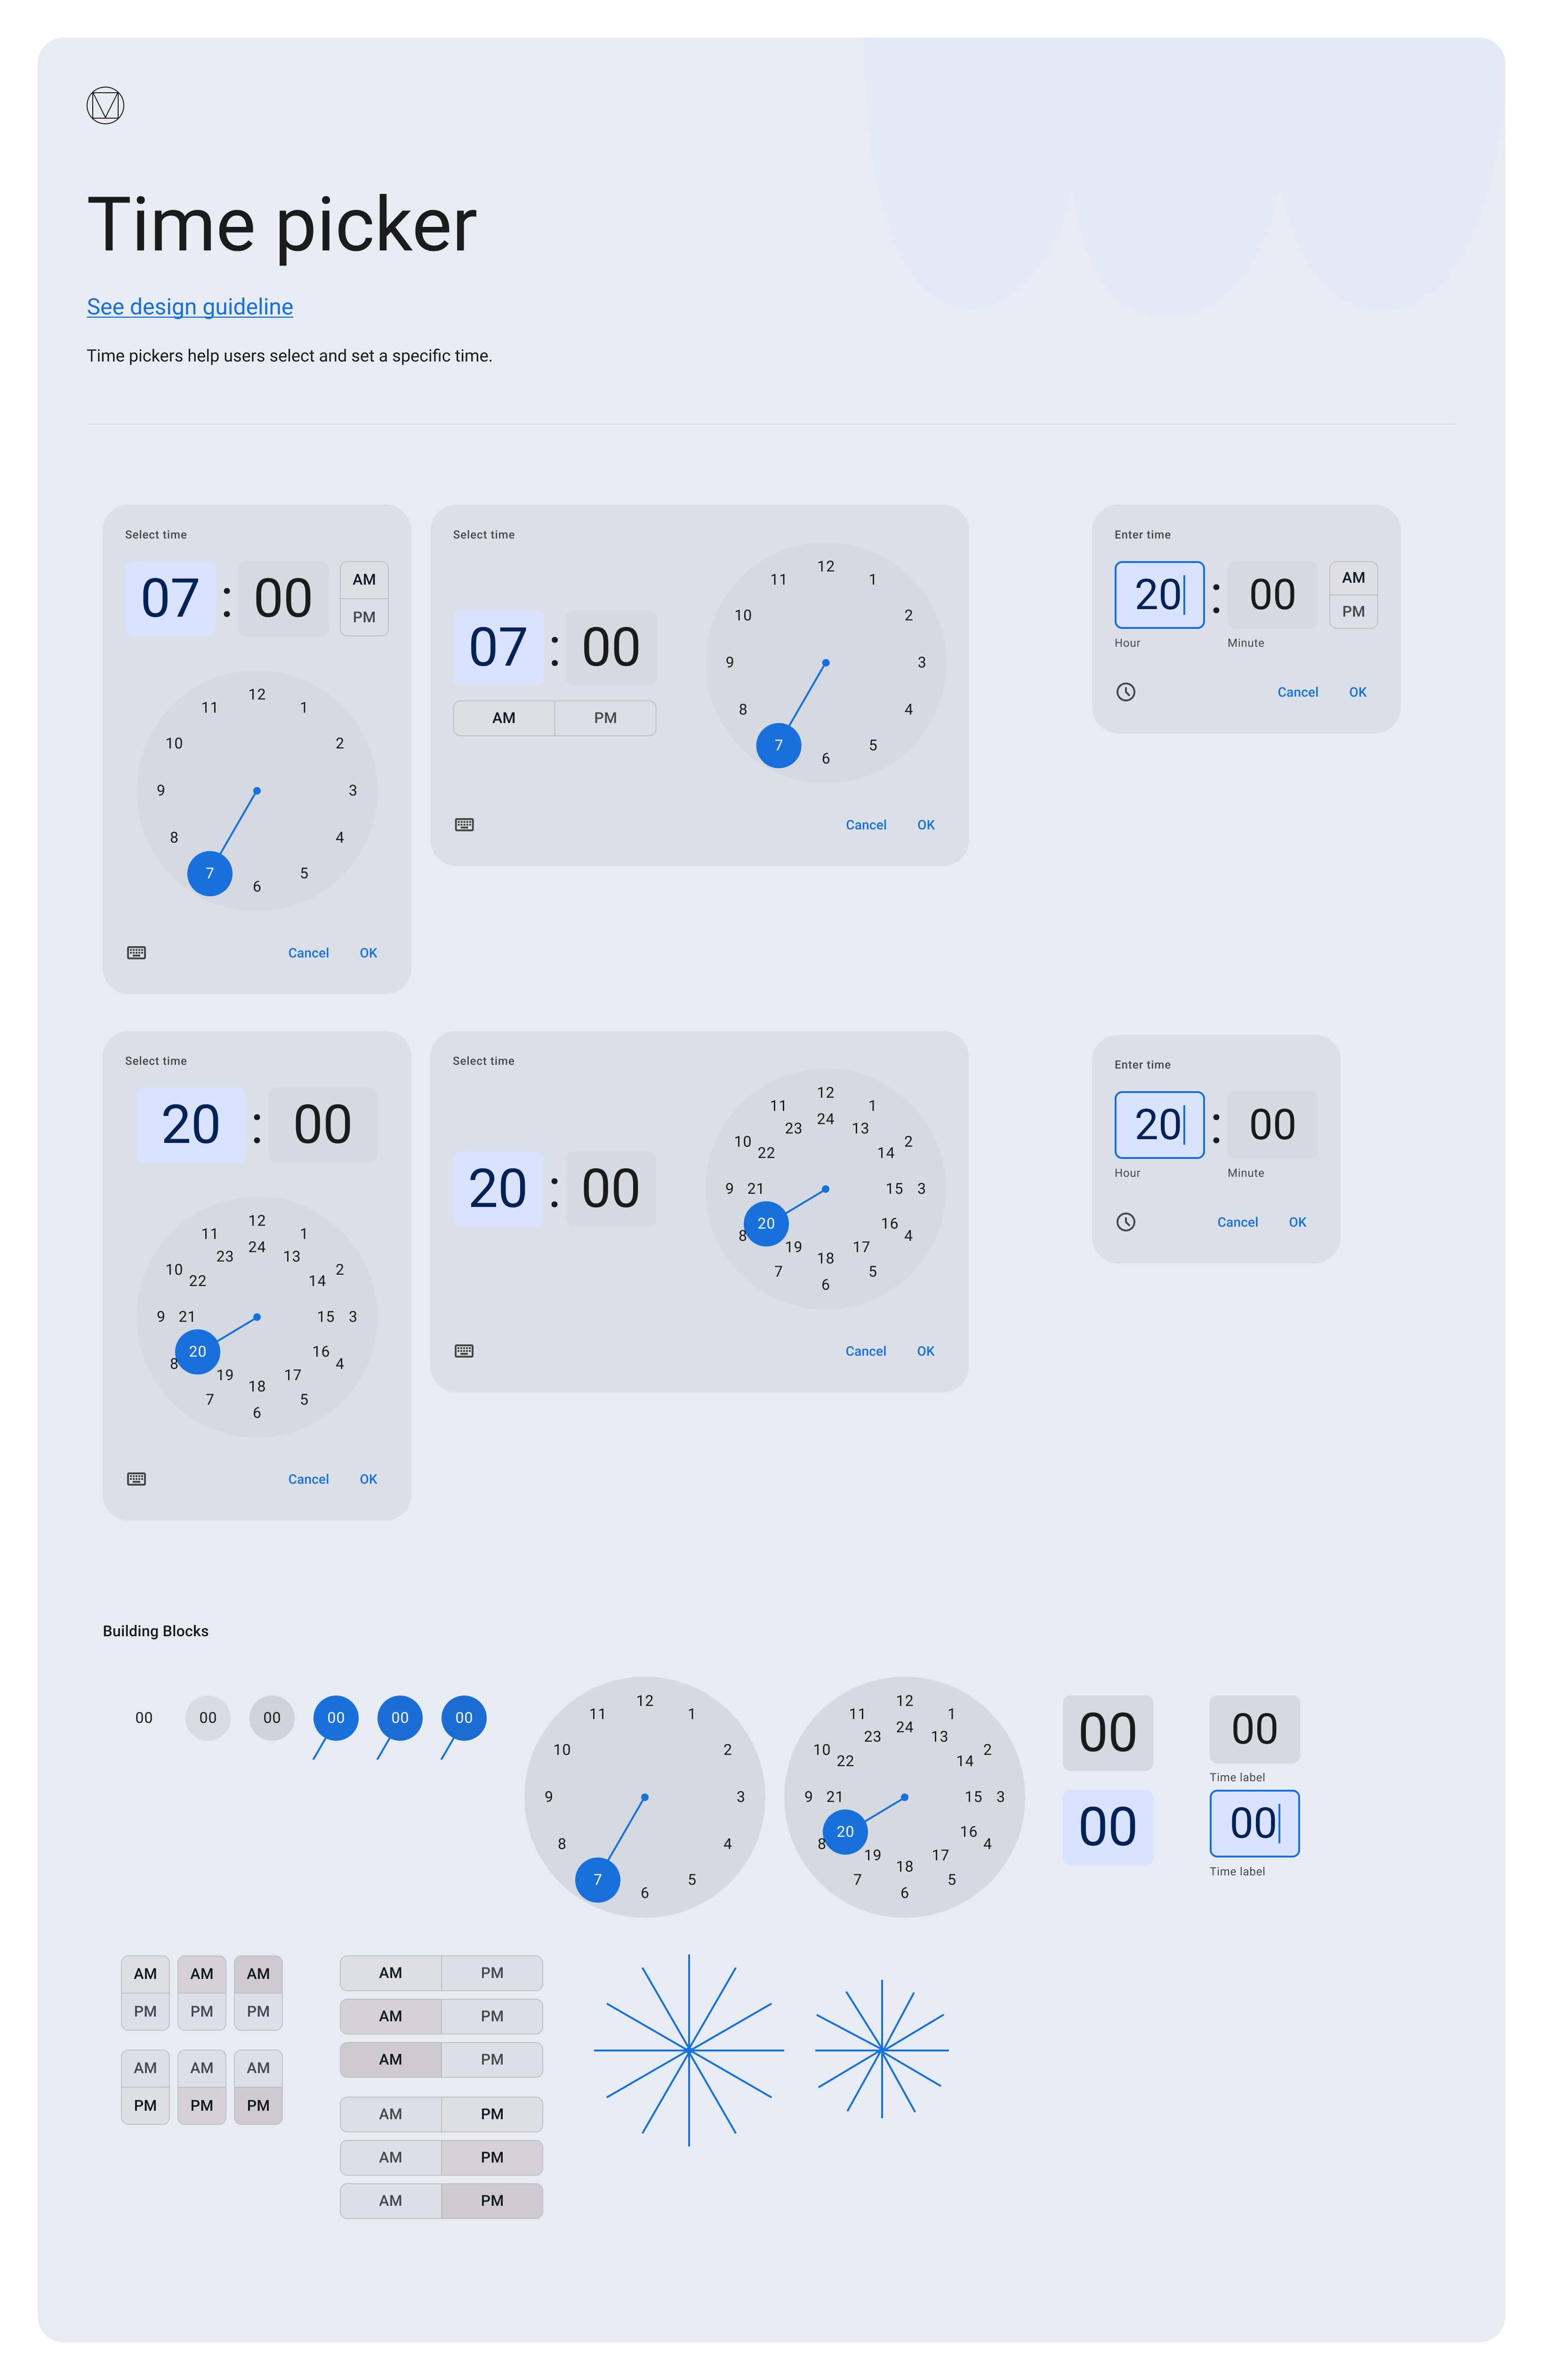 Time picker
See design guideline
Time pickers help users select and set a specific time.
Select time
07 : 00
AM
PM
12
11 1
10 2
9 3
8 4
7 5
6
Cancel OK
Select time
07 : 00
AM PM
12
11 1
10 2
9 3
8 4
7 5
6
Cancel OK
Enter time
20 : 00
AM
PM
Hour Minute
Cancel OK
Select time
20 : 00
12
11 1
24
23 13
10 2
22 14
9 21 15 3
20 16
8 4
19 17
18
7 5
6
Cancel OK
Select time
20 : 00
12
11 1
24
23 13
10 2
22 14
9 21 15 3
20 16
8 4
19 17
18
7 5
6
Cancel OK
Enter time
20 : 00
Hour Minute
Cancel OK
Building Blocks
00 00 00 00 00 00
12
11 1
10 2
9 3
8 4
7 5
6
12
11 1
24
23 13
10 2
22 14
9 21 15 3
20 16
8 4
19 17
18
7 5
6
00
00
00
Time label
00
Time label
AM AM AM
PM PM PM
AM AM AM
PM PM PM
AM PM
AM PM
AM PM
AM PM
AM PM
AM PM